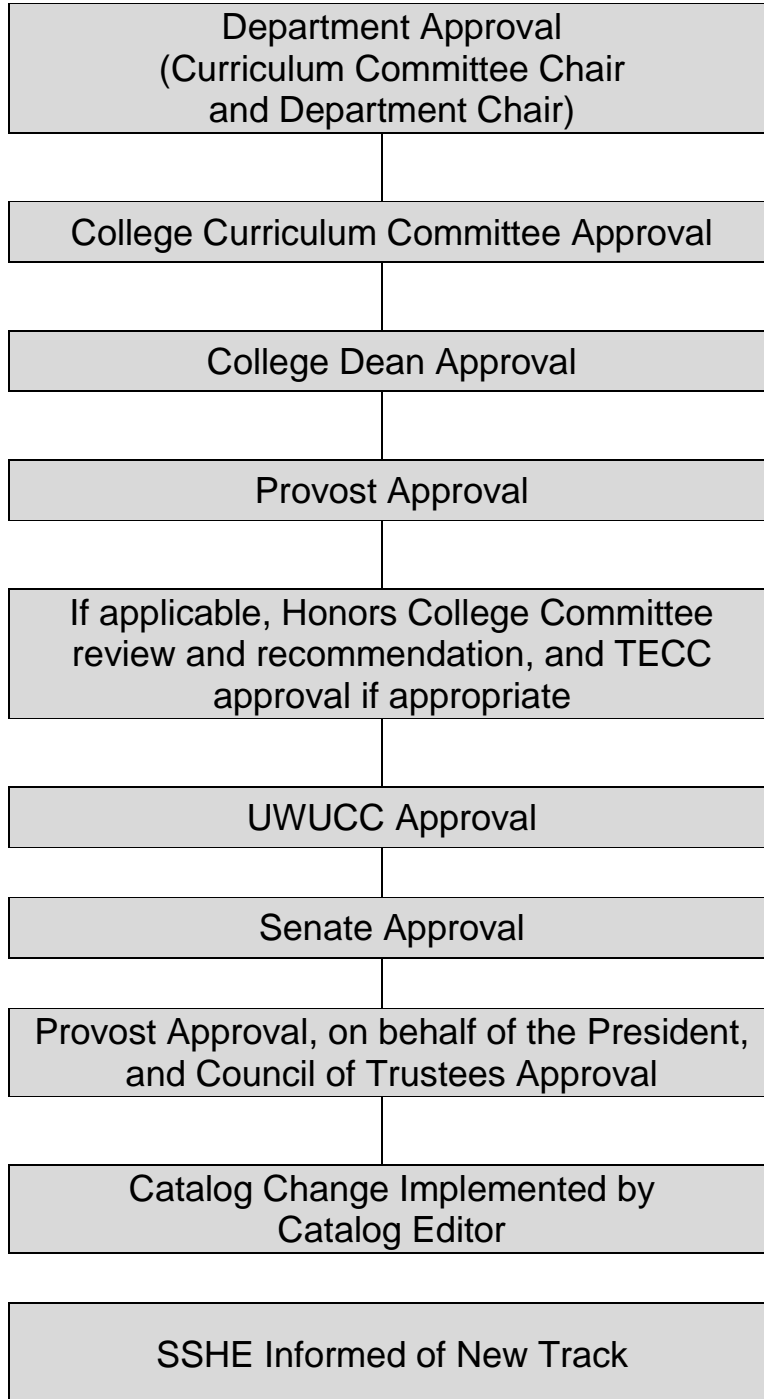 Department Approval
(Curriculum Committee Chair
and Department Chair)
College Curriculum Committee Approval
College Dean Approval
Provost Approval
If applicable, Honors College Committee
review and recommendation, and TECC
approval if appropriate
UWUCC Approval
Senate Approval
Provost Approval, on behalf of the President,
and Council of Trustees Approval
Catalog Change Implemented by
Catalog Editor
SSHE Informed of New Track